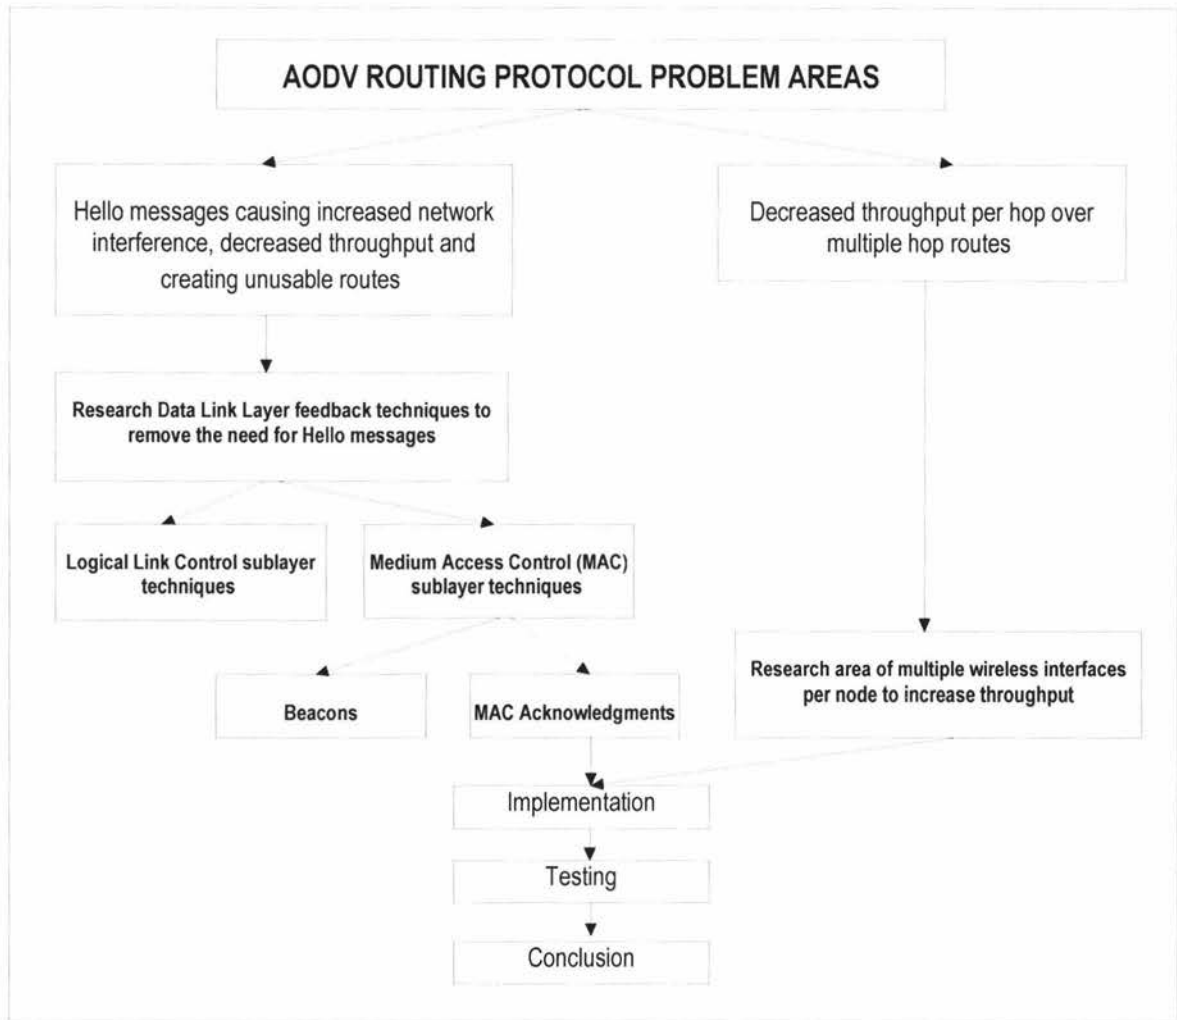 AODV ROUTING PROTOCOL PROBLEM AREAS
Hello messages causing increased network
interference, decreased throughput and
creating unusable routes
Decreased throughput per hop over
multiple hop routes
Research Data Link Layer feedback techniques to
remove the need for Hello messages
Logical Link Control sublayer
techniques
Medium Access Control (MAC)
sublayer techniques
Research area of multiple wireless interfaces
per node to increase throughput
Beacons
MAC Acknowledgments
Implementation
Testing
Conclusion